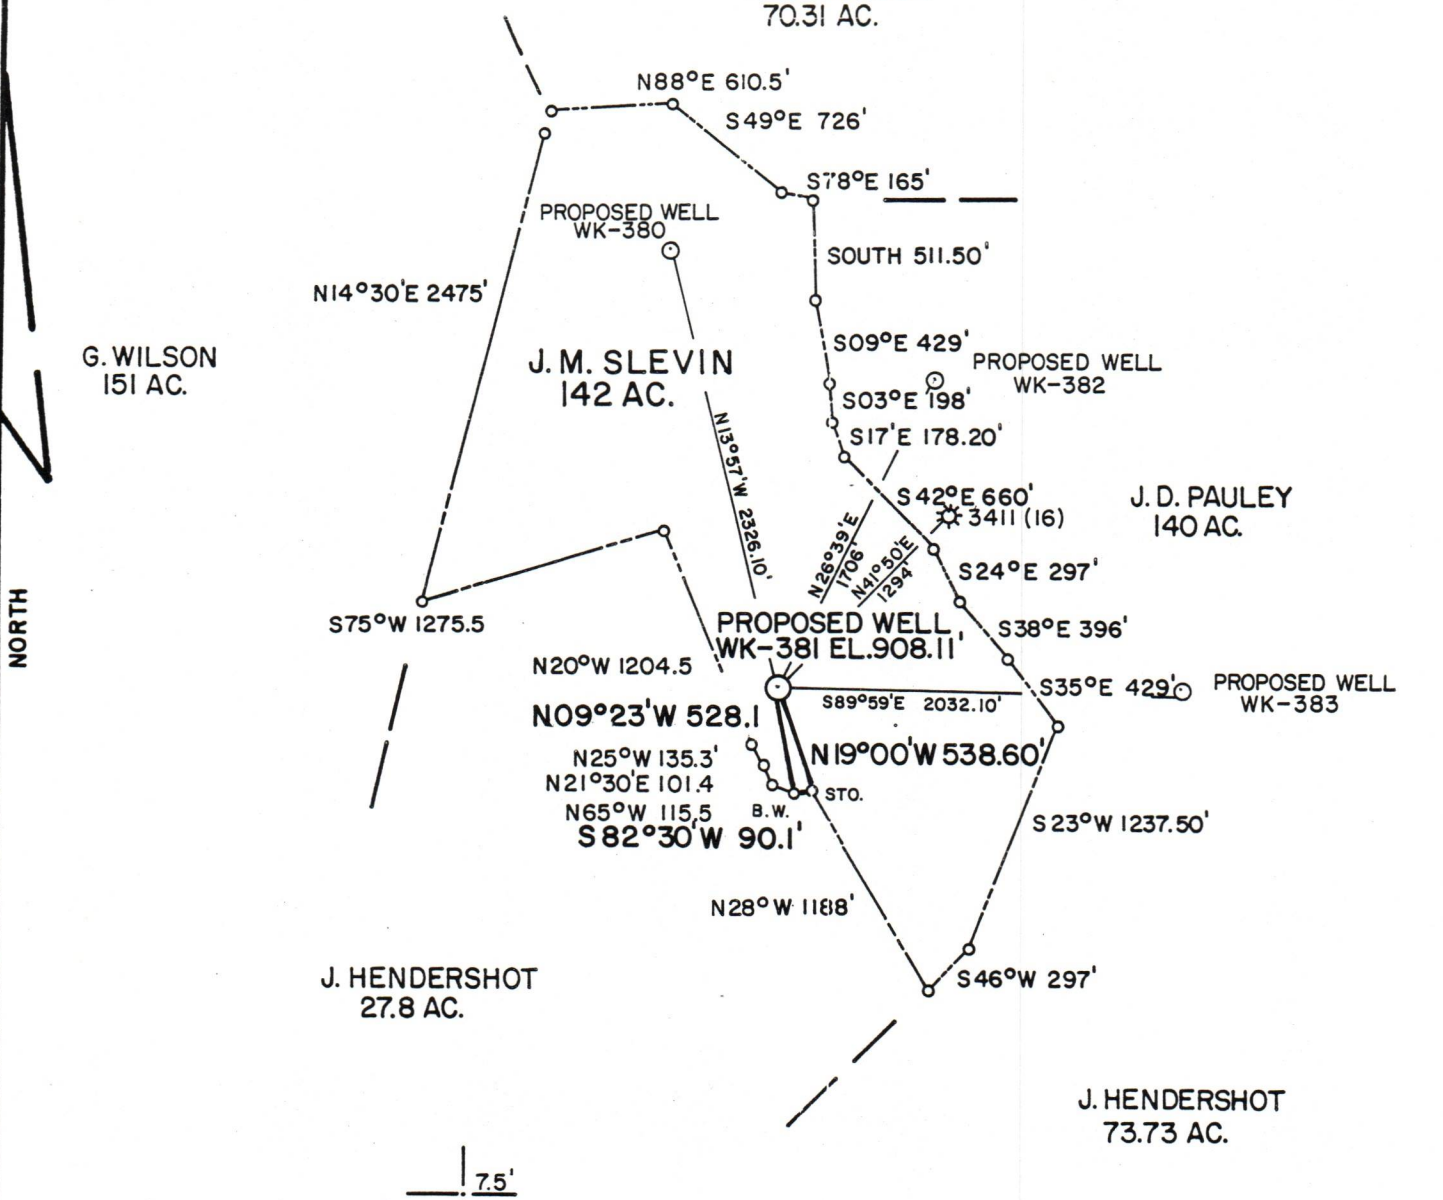 70.31 AC.
N88°E 610.5'
S49°E 726'
S78°E 165'
PROPOSED WELL
WK-380
SOUTH 511.50'
N14°30'E 2475'
G. WILSON
151 AC.
J. M. SLEVIN
142 AC.
S09°E 429'
PROPOSED WELL
WK-382
S03°E 198'
S17'E 178.20'
N13°57'W 2326.10'
S42°E 660'
3411 (16)
J. D. PAULEY
140 AC.
N26°39'E
1706'
N41°50'E
1294'
S24°E 297'
NORTH
S75°W 1275.5
PROPOSED WELL
WK-381 EL.908.11'
S38°E 396'
N20°W 1204.5
S35°E 429'
PROPOSED WELL
WK-383
S89°59'E 2032.10'
N09°23'W 528.1
N19°00'W 538.60'
N25°W 135.3'
N21°30'E 101.4
STO.
N65°W 115.5
B.W.
S82°30'W 90.1'
S23°W 1237.50'
N28°W 1188'
J. HENDERSHOT
27.8 AC.
S46°W 297'
J. HENDERSHOT
73.73 AC.
7.5'